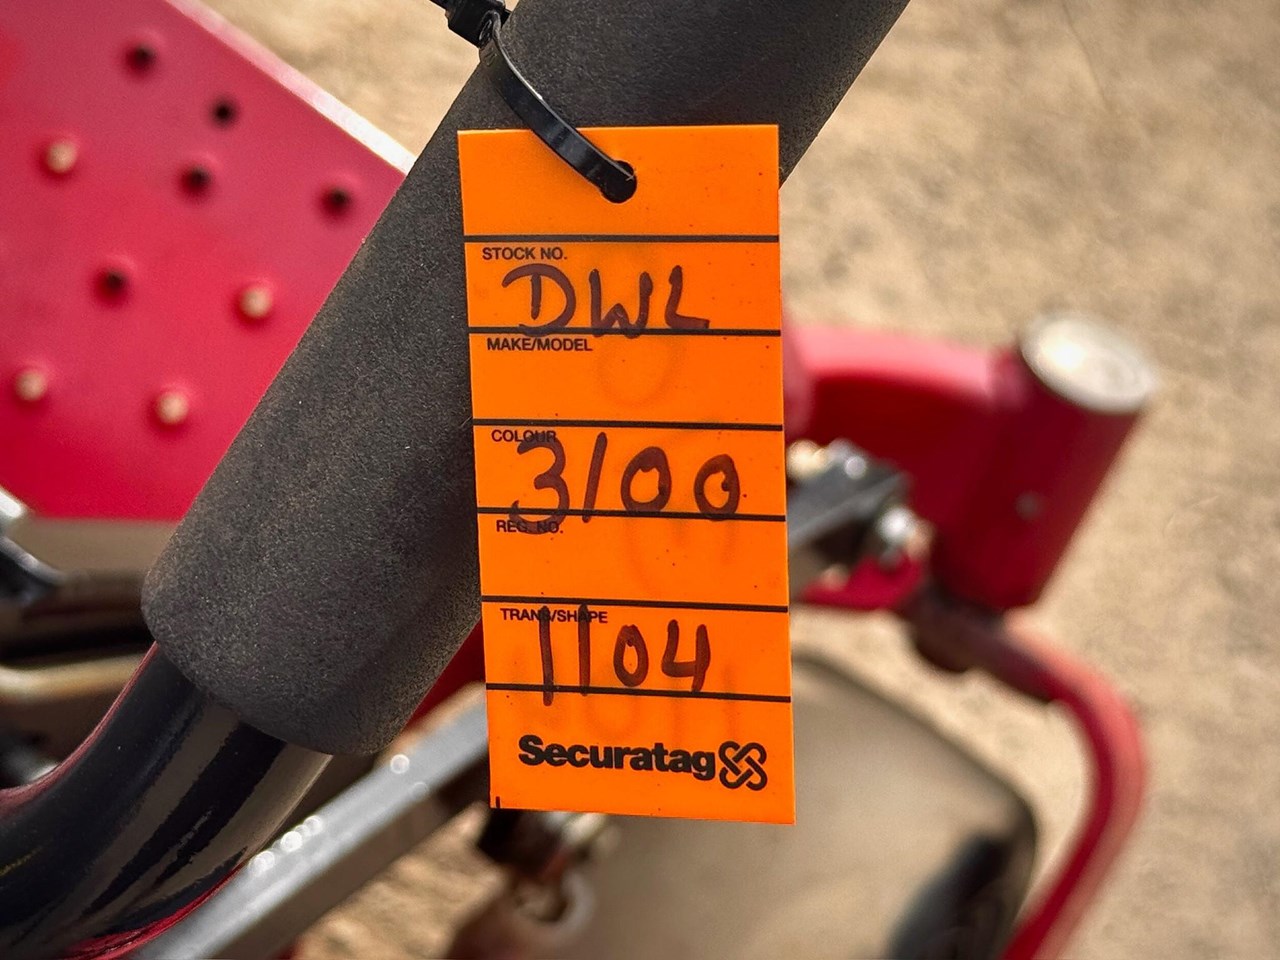 STOCK NO.
DWL
MAKE/MODEL
COLOUR
3/00
REG. NO.
TRANS/SHAPE
1104
Securatag